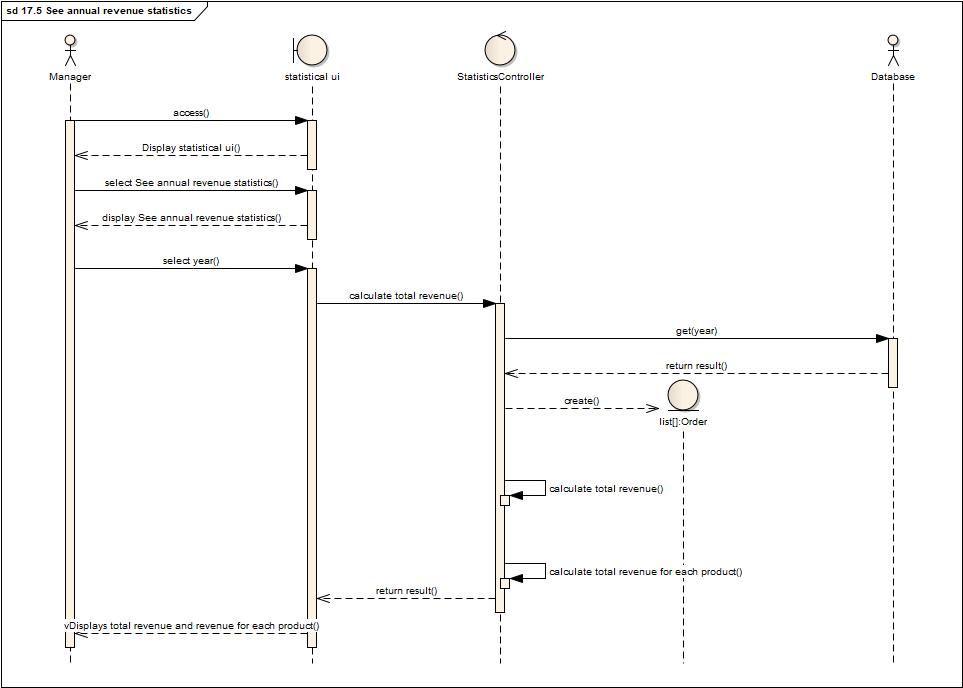 sd 17.5 See annual revenue statistics
Manager
statistical ui
StatisticsController
Database
access()
Display statistical ui()
select See annual revenue statistics()
display See annual revenue statistics()
select year()
calculate total revenue()
get(year)
return result()
create()
list[]:Order
calculate total revenue()
calculate total revenue for each product()
return result()
vDisplays total revenue and revenue for each product()